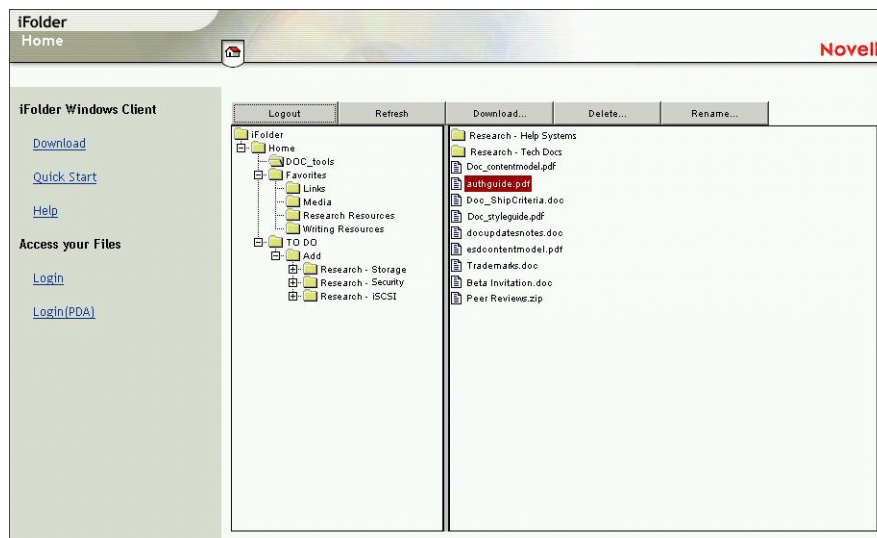 iFolder
Home
Novell
iFolder Windows Client
Download
Quick Start
Help
Access your Files
Login
Login(PDA)
Logout
Refresh
Download...
Delete...
Rename...
iFolder
Home
DOC_tools
Favorites
Links
Media
Research Resources
Writing Resources
TO DO
Add
Research - Storage
Research - Security
Research - iSCSI
Research - Help Systems
Research - Tech Docs
Doc_contentmodel.pdf
authguide.pdf
Doc_ShipCriteria.doc
Doc_styleguide.pdf
docupdatesnotes.doc
esdcontentmodel.pdf
Trademarks.doc
Beta Invitation.doc
Peer Reviews.zip